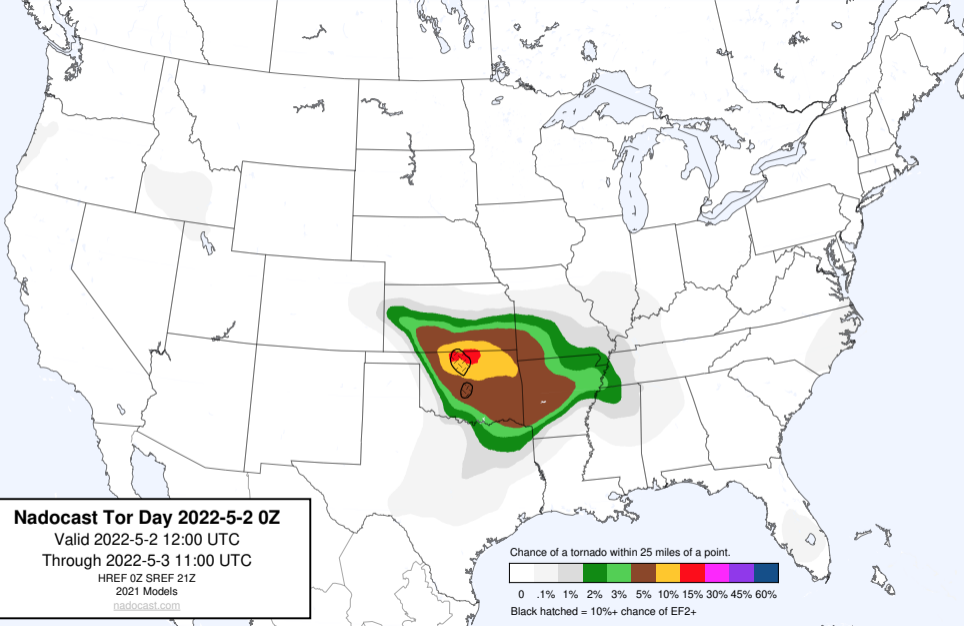 Nadocast Tor Day 2022-5-2 0Z
Valid 2022-5-2 12:00 UTC
Through 2022-5-3 11:00 UTC
HREF 0Z SREF 21Z
2021 Models
nadocast.com
Chance of a tornado within 25 miles of a point.
0 .1% 1% 2% 3% 5% 10% 15% 30% 45% 60%
Black hatched = 10%+ chance of EF2+